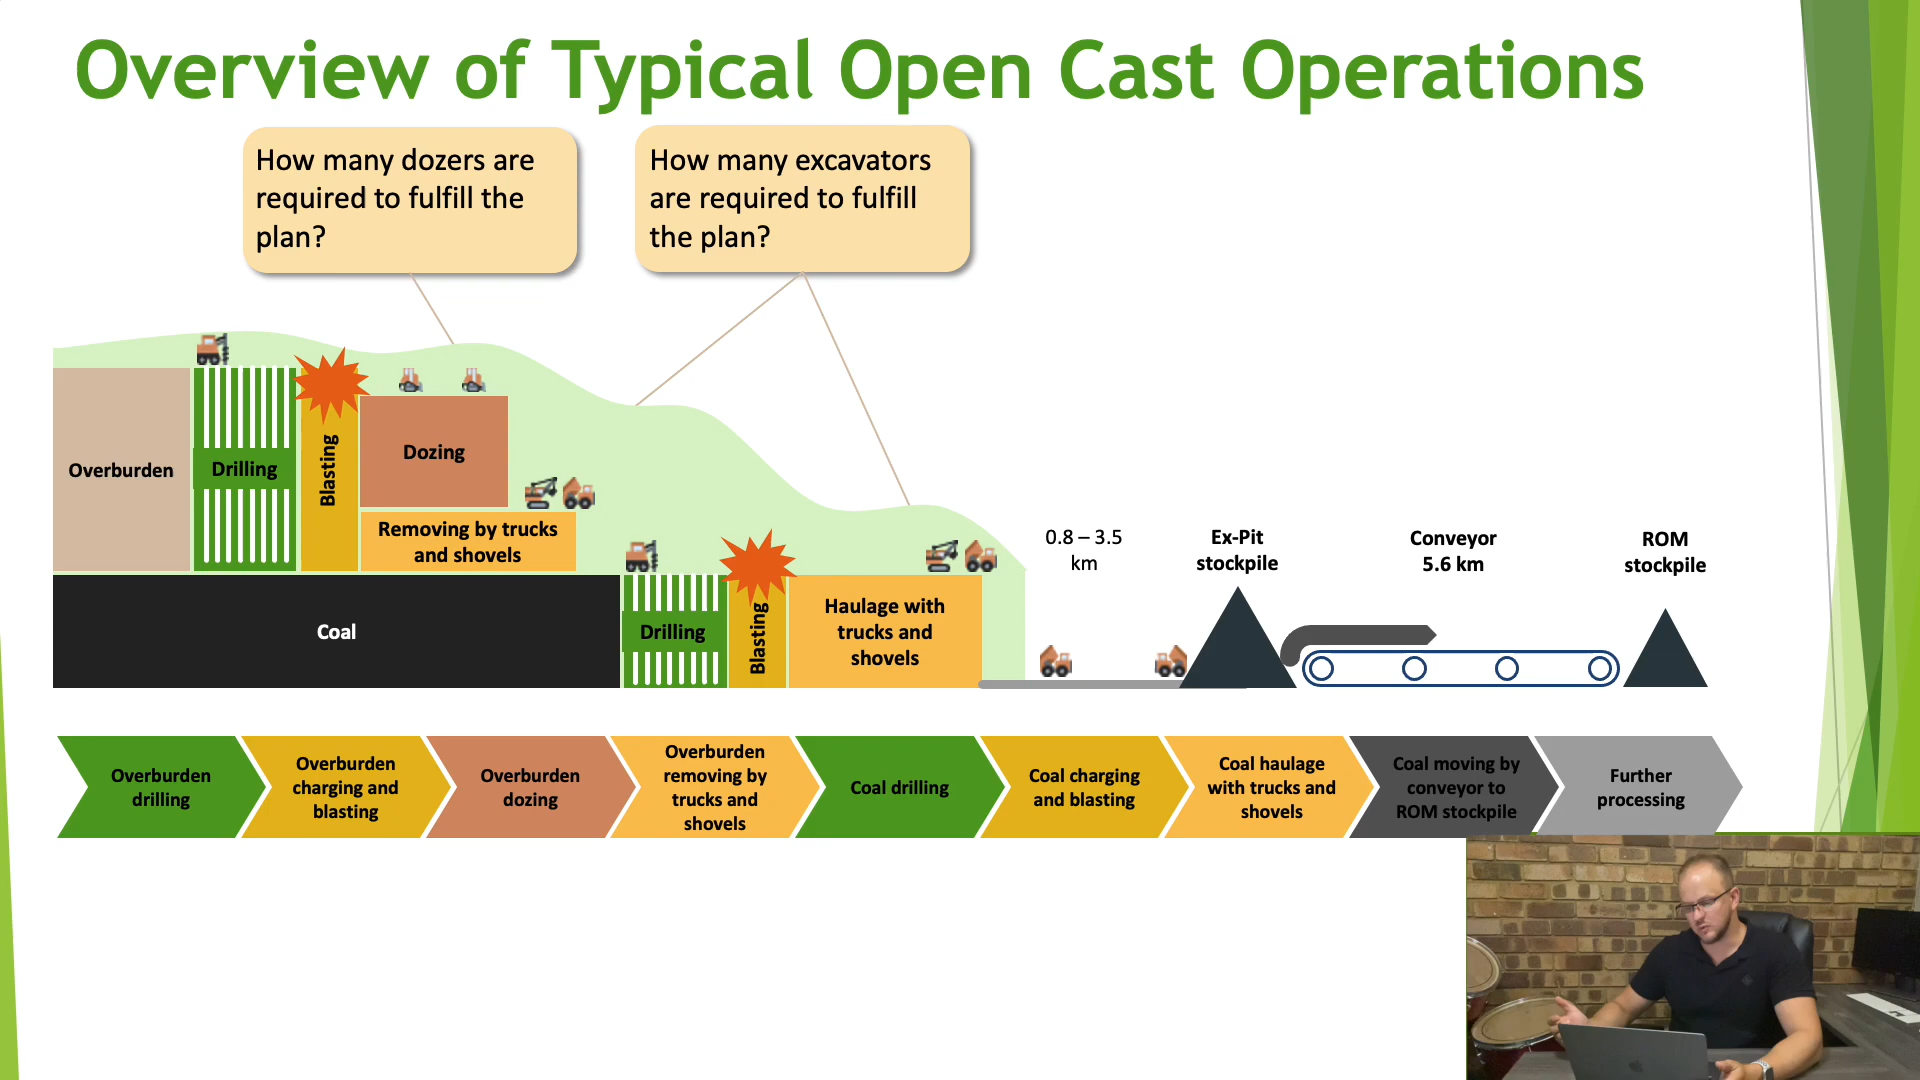 Overview of Typical Open Cast Operations
How many dozers are
required to fulfill the
plan?
How many excavators
are required to fulfill
the plan?
Overburden
Drilling
Blasting
Dozing
Removing by trucks
and shovels
Coal
Drilling
Blasting
Haulage with
trucks and
shovels
0.8 – 3.5
km
Ex-Pit
stockpile
Conveyor
5.6 km
ROM
stockpile
Overburden
drilling
Overburden
charging and
blasting
Overburden
dozing
Overburden
removing by
trucks and
shovels
Coal drilling
Coal charging
and blasting
Coal haulage
with trucks and
shovels
Coal moving by
conveyor to
ROM stockpile
Further
processing